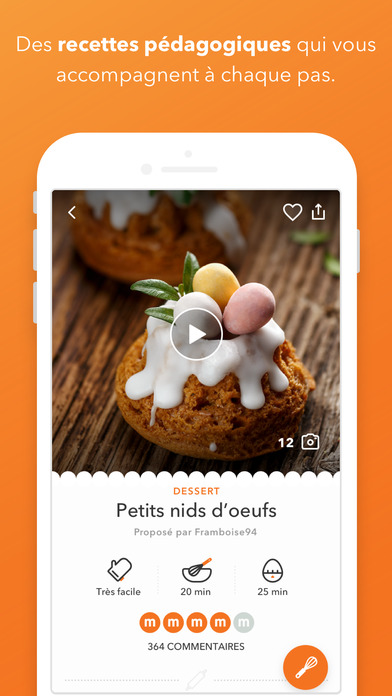 Des recettes pédagogiques qui vous
accompagnent à chaque pas.
12
DESSERT
Petits nids d'oeufs
Proposé par Framboise94
Très facile
20 min
25 min
m m m m m
364 COMMENTAIRES